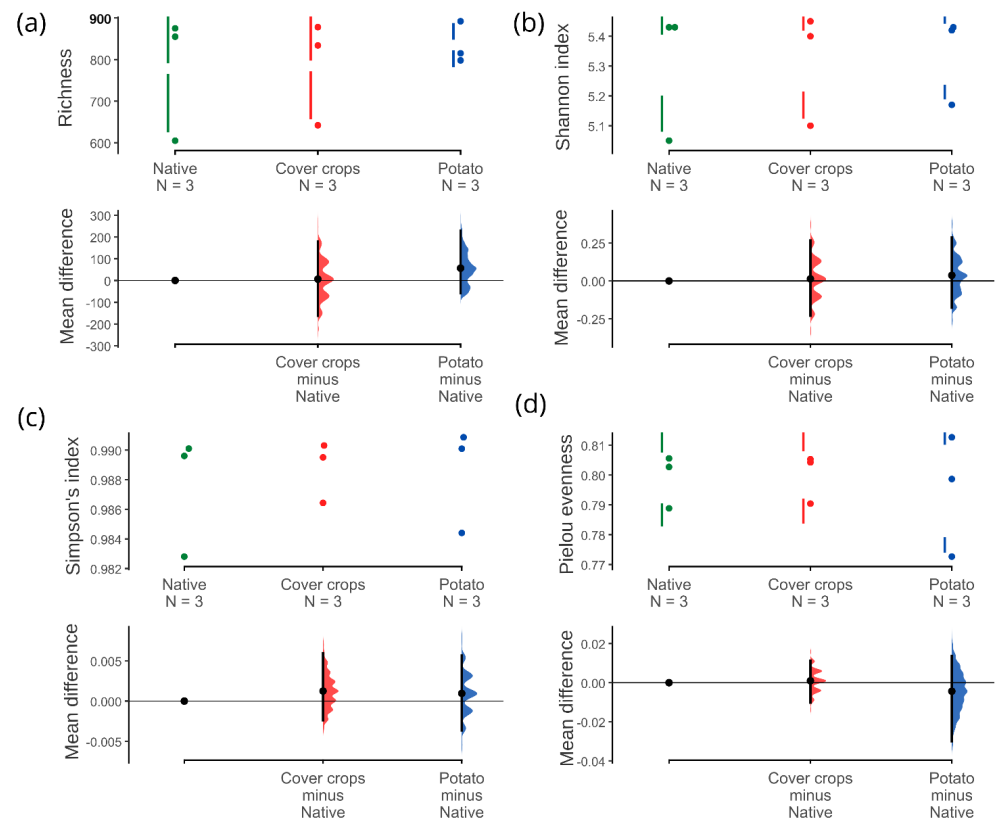 (a)
Richness
900
800
700
600
Native
N = 3
Cover crops
N = 3
Potato
N = 3
Mean difference
300
200
100
0
-100
-200
-300
Cover crops
minus
Native
Potato
minus
Native
(b)
Shannon index
5.4
5.3
5.2
5.1
Native
N = 3
Cover crops
N = 3
Potato
N = 3
Mean difference
0.25
0.00
-0.25
Cover crops
minus
Native
Potato
minus
Native
(c)
Simpson's index
0.990
0.988
0.986
0.984
0.982
Native
N = 3
Cover crops
N = 3
Potato
N = 3
Mean difference
0.005
0.000
-0.005
Cover crops
minus
Native
Potato
minus
Native
(d)
Pielou evenness
0.81
0.80
0.79
0.78
0.77
Native
N = 3
Cover crops
N = 3
Potato
N = 3
Mean difference
0.02
0.00
-0.02
-0.04
Cover crops
minus
Native
Potato
minus
Native